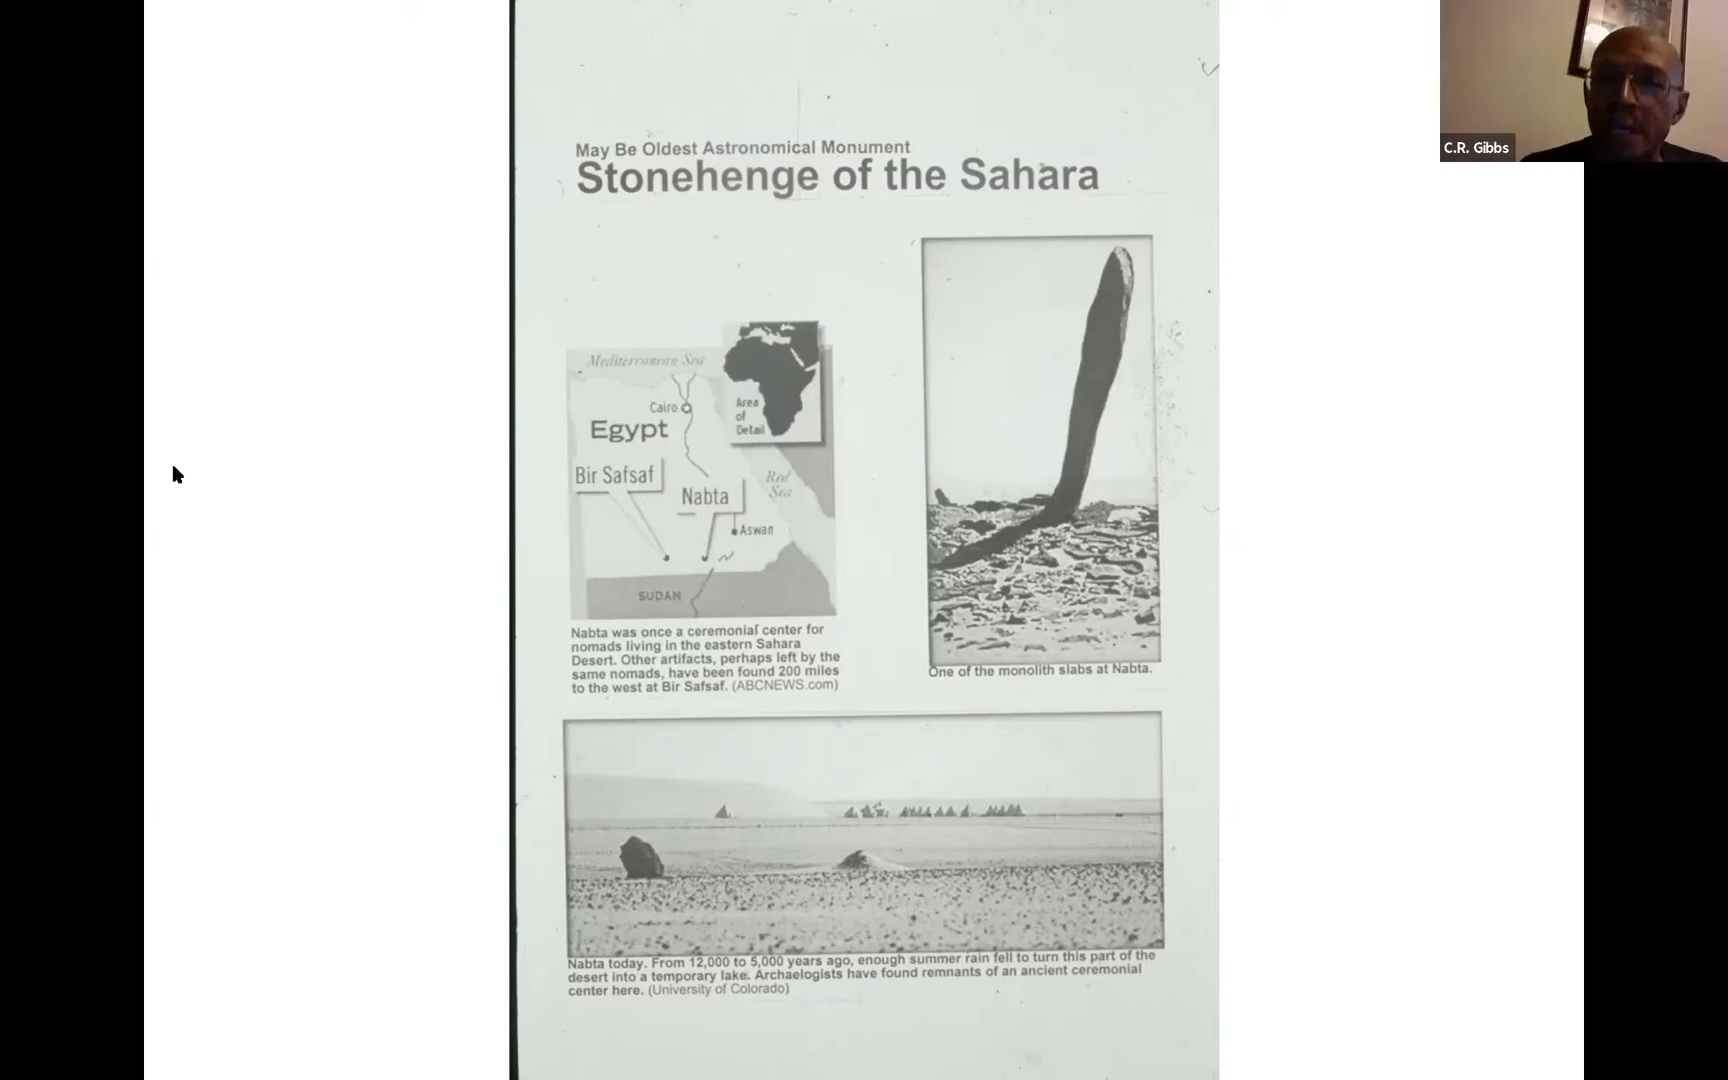 C.R. Gibbs
May Be Oldest Astronomical Monument
Stonehenge of the Sahara
Mediterranean Sea
Cairo
Egypt
Area
of
Detail
Bir Safsaf
Nabta
Red
Sea
Aswan
SUDAN
Nabta was once a ceremonial center for
nomads living in the eastern Sahara
Desert. Other artifacts, perhaps left by the
same nomads, have been found 200 miles
to the west at Bir Safsaf. (ABCNEWS.com)
One of the monolith slabs at Nabta.
Nabta today. From 12,000 to 5,000 years ago, enough summer rain fell to turn this part of the
desert into a temporary lake. Archaelogists have found remnants of an ancient ceremonial
center here. (University of Colorado)